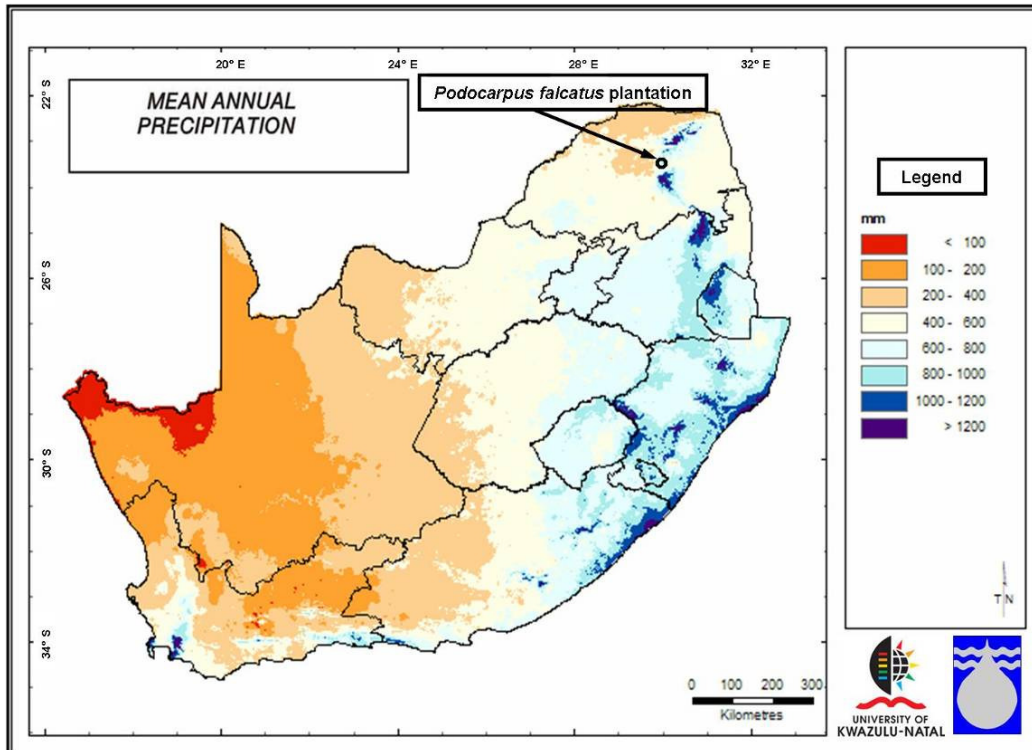 20° E 24° E 28° E 32° E
MEAN ANNUAL
PRECIPITATION
Podocarpus falcatus plantation
22° S
26° S
30° S
34° S
Legend
mm
< 100
100 - 200
200 - 400
400 - 600
600 - 800
800 - 1000
1000 - 1200
> 1200
T N
0 100 200 300
Kilometres
UNIVERSITY OF
KWAZULU-NATAL